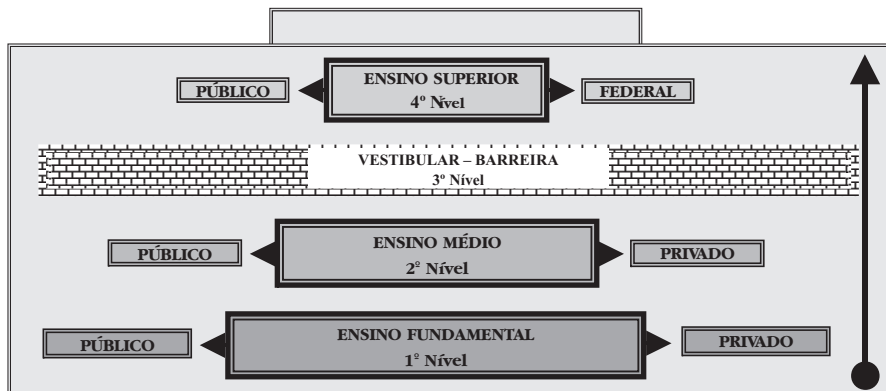 ENSINO SUPERIOR
4º Nível
PÚBLICO
FEDERAL
VESTIBULAR – BARREIRA
3º Nível
ENSINO MÉDIO
2º Nível
PÚBLICO
PRIVADO
ENSINO FUNDAMENTAL
1º Nível
PÚBLICO
PRIVADO